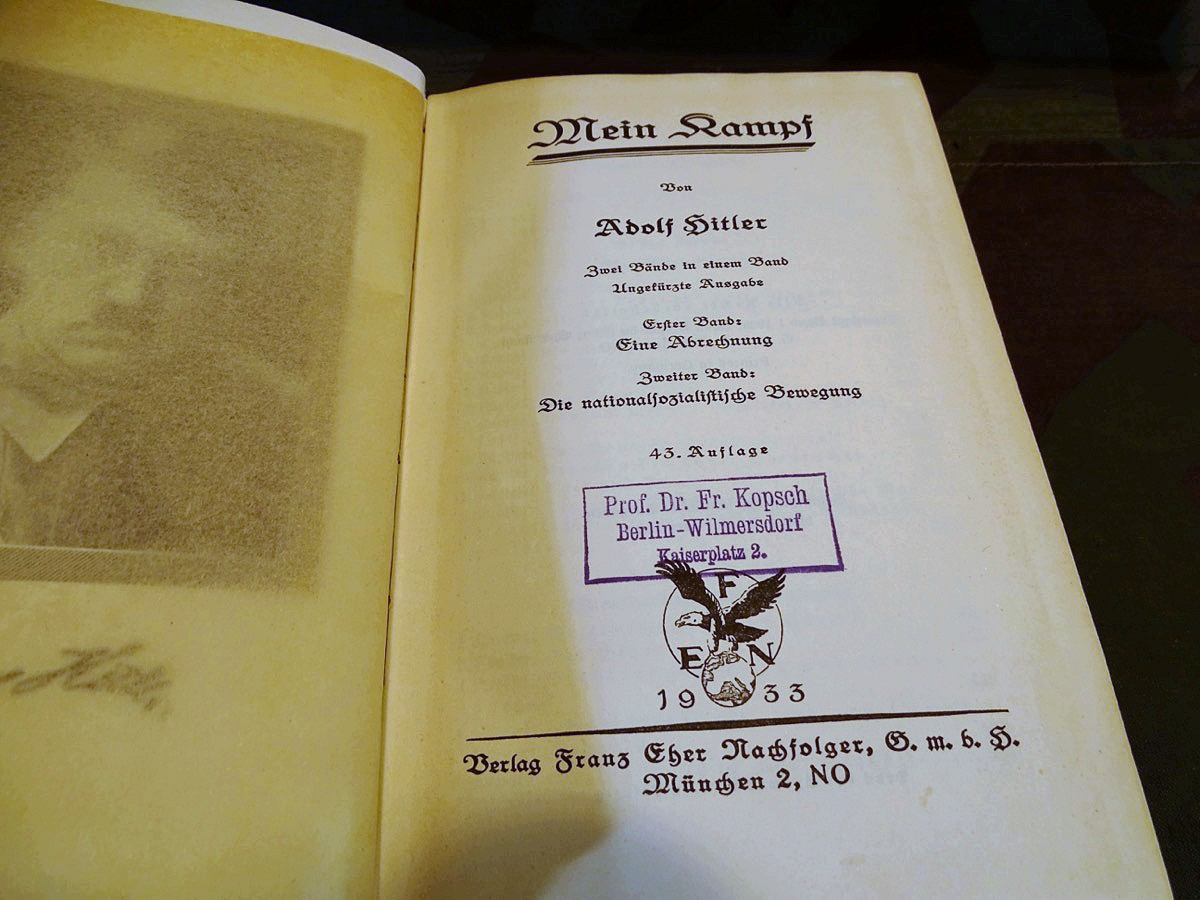 Mein Kampf
Von
Adolf Hitler
Zwei Bände in einem Band
Ungekürzte Ausgabe
Erster Band:
Eine Abrechnung
Zweiter Band:
Die nationalsozialistische Bewegung
43. Auflage
Prof. Dr. Fr. Kopsch
Berlin-Wilmersdorf
Kaiserplatz 2.
F
E N
1933
Verlag Franz Eher Nachfolger, G. m. b. H.
München 2, NO